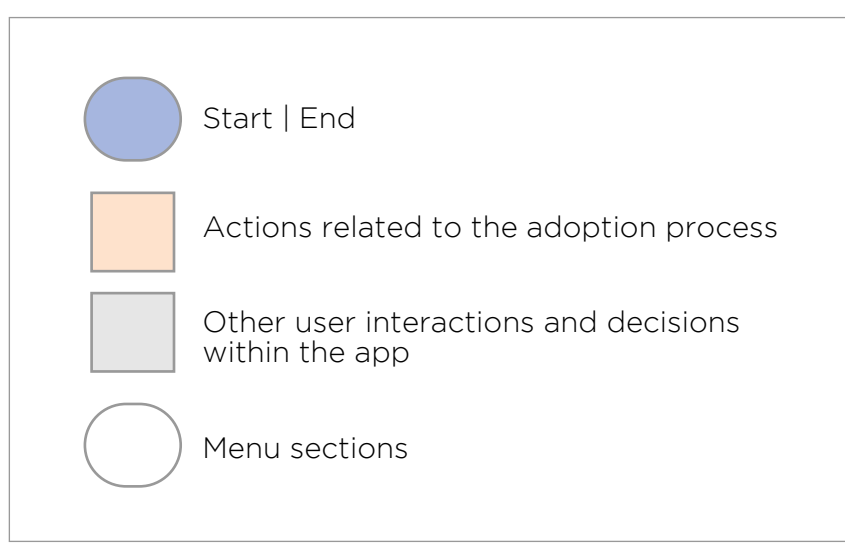 Start | End
Actions related to the adoption process
Other user interactions and decisions
within the app
Menu sections